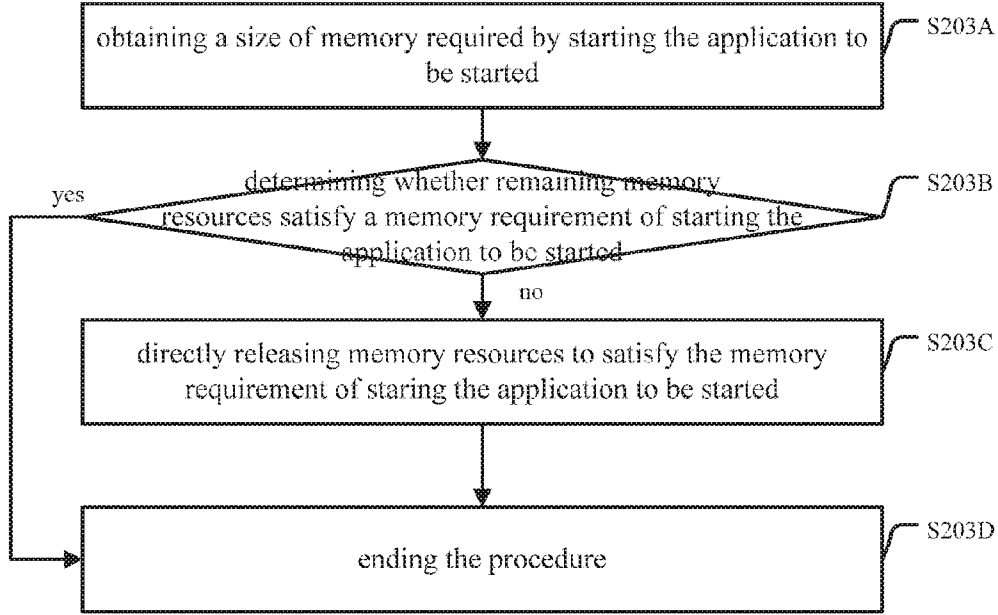 obtaining a size of memory required by starting the application to
be started
S203A
determining whether remaining memory
resources satisfy a memory requirement of starting the
application to be started
S203B
yes
no
directly releasing memory resources to satisfy the memory
requirement of staring the application to be started
S203C
ending the procedure
S203D